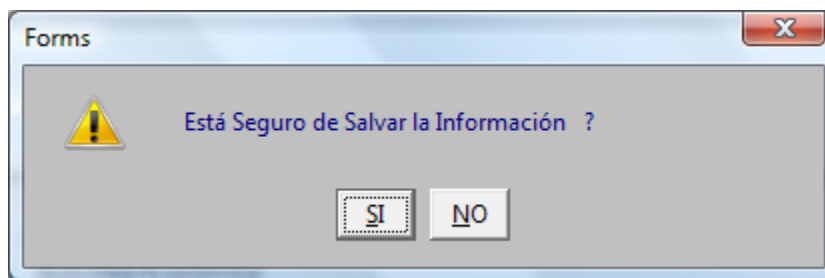 Forms
Está Seguro de Salvar la Información ?
SI
NO